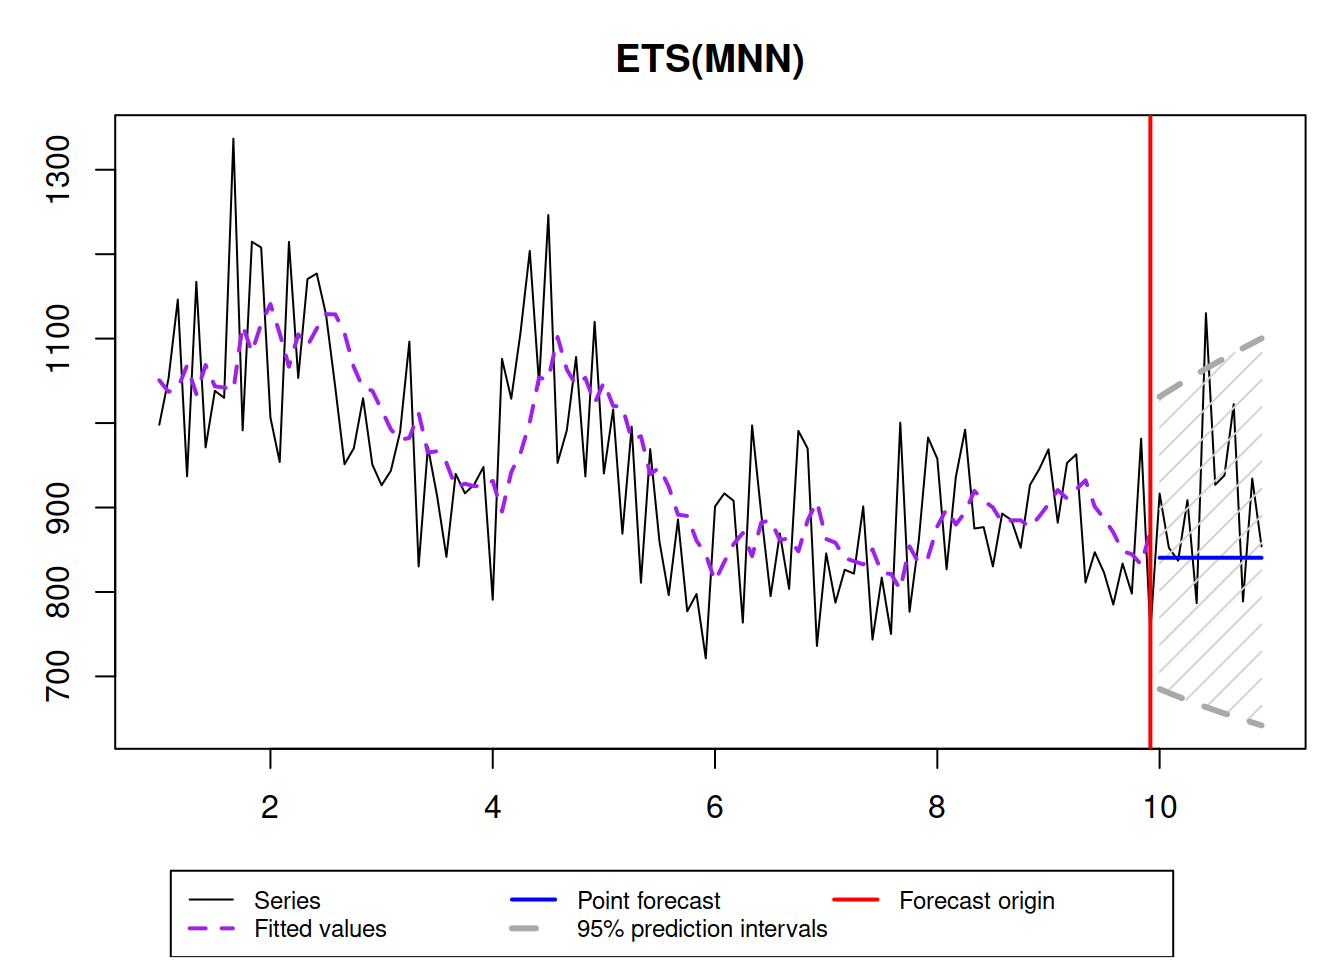 ETS(MNN)
1300
1100
900
800
700
2 4 6 8 10
Series Point forecast Forecast origin
Fitted values 95% prediction intervals